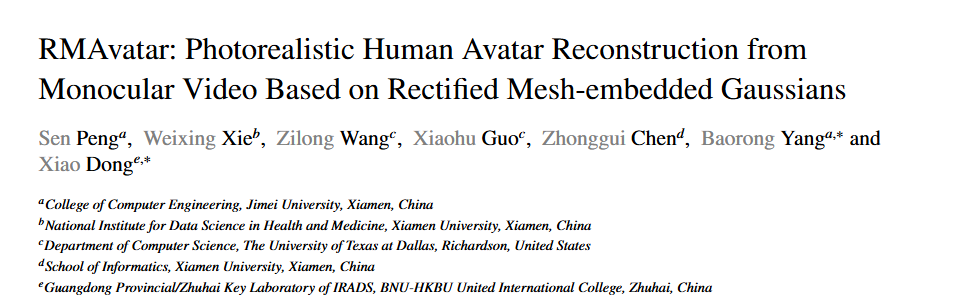 RMAvatar: Photorealistic Human Avatar Reconstruction from
Monocular Video Based on Rectified Mesh-embedded Gaussians
Sen Peng^a, Weixing Xie^b, Zilong Wang^c, Xiaohu Guo^c, Zhonggui Chen^d, Baorong Yang^a,* and
Xiao Dong^e,*
^a College of Computer Engineering, Jimei University, Xiamen, China
^b National Institute for Data Science in Health and Medicine, Xiamen University, Xiamen, China
^c Department of Computer Science, The University of Texas at Dallas, Richardson, United States
^d School of Informatics, Xiamen University, Xiamen, China
^e Guangdong Provincial/Zhuhai Key Laboratory of IRADS, BNU-HKBU United International College, Zhuhai, China